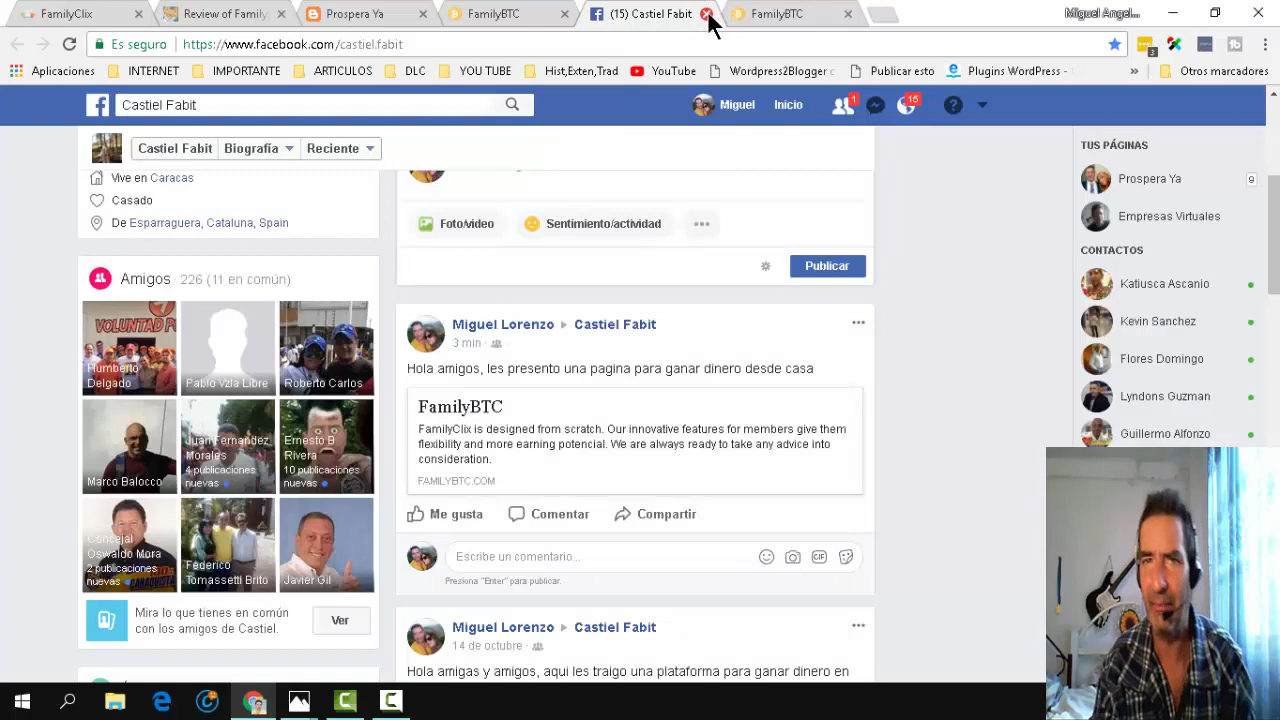 FamilyClix
Review of Family
Prospera Ya
FamilyBTC
(15) Castiel Fabit
FamilyBTC
Miguel Angel...
Es seguro
https://www.facebook.com/castiel.fabit
3
Aplicaciones
INTERNET
IMPORTANTE
ARTICULOS
DLC
YOU TUBE
Hist,Exten,Trad
YouTube
Wordpress2Blogger c
Publicar esto
Plugins WordPress -
»
Otros marcadores
Castiel Fabit
Miguel
Inicio
1
15
Castiel Fabit
Biografía
Reciente
Vive en Caracas
Casado
De Esparraguera, Cataluna, Spain
Amigos · 226 (11 en común)
Humberto
Delgado
Pablo Vzla Libre
Roberto Carlos
Marco Balocco
Juan Fernandez
Morales
4 publicaciones
nuevas
Ernesto B
Rivera
10 publicaciones
nuevas
Concejal
Oswaldo Mora
2 publicaciones
nuevas
Federico
Tomassetti Brito
Javier Gil
Mira lo que tienes en común
con los amigos de Castiel.
Ver
Foto/video
Sentimiento/actividad
Publicar
Miguel Lorenzo ▸ Castiel Fabit
3 min ·
Hola amigos, les presento una pagina para ganar dinero desde casa
FamilyBTC
FamilyClix is designed from scratch. Our innovative features for members give them
flexibility and more earning potencial. We are always ready to take any advice into
consideration.
FAMILYBTC.COM
Me gusta
Comentar
Compartir
Escribe un comentario...
GIF
Presiona "Enter" para publicar.
Miguel Lorenzo ▸ Castiel Fabit
14 de octubre ·
Hola amigas y amigos, aqui les traigo una plataforma para ganar dinero en
TUS PÁGINAS
Prospera Ya
9
Empresas Virtuales
CONTACTOS
Katiusca Ascanio
Kevin Sanchez
Flores Domingo
Lyndons Guzman
Guillermo Alfonzo